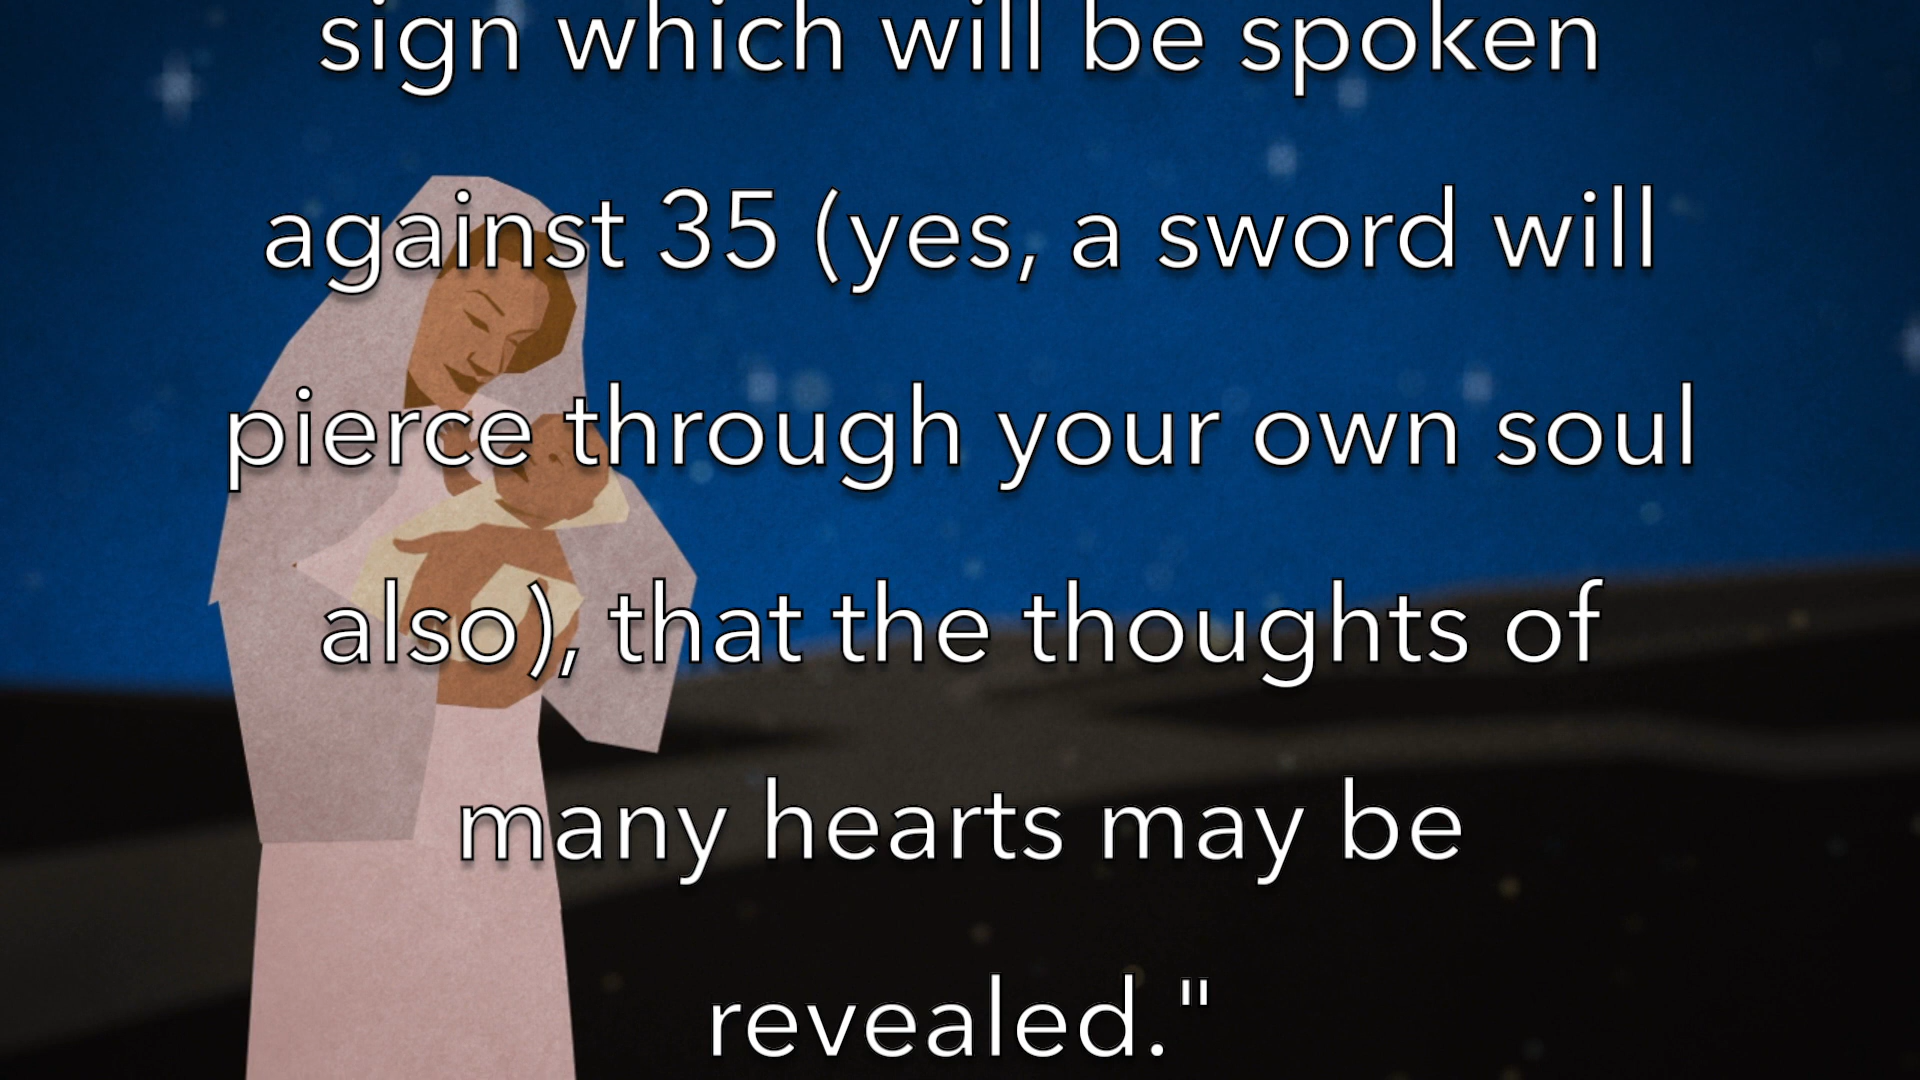 sign which will be spoken
against 35 (yes, a sword will
pierce through your own soul
also), that the thoughts of
many hearts may be
revealed."